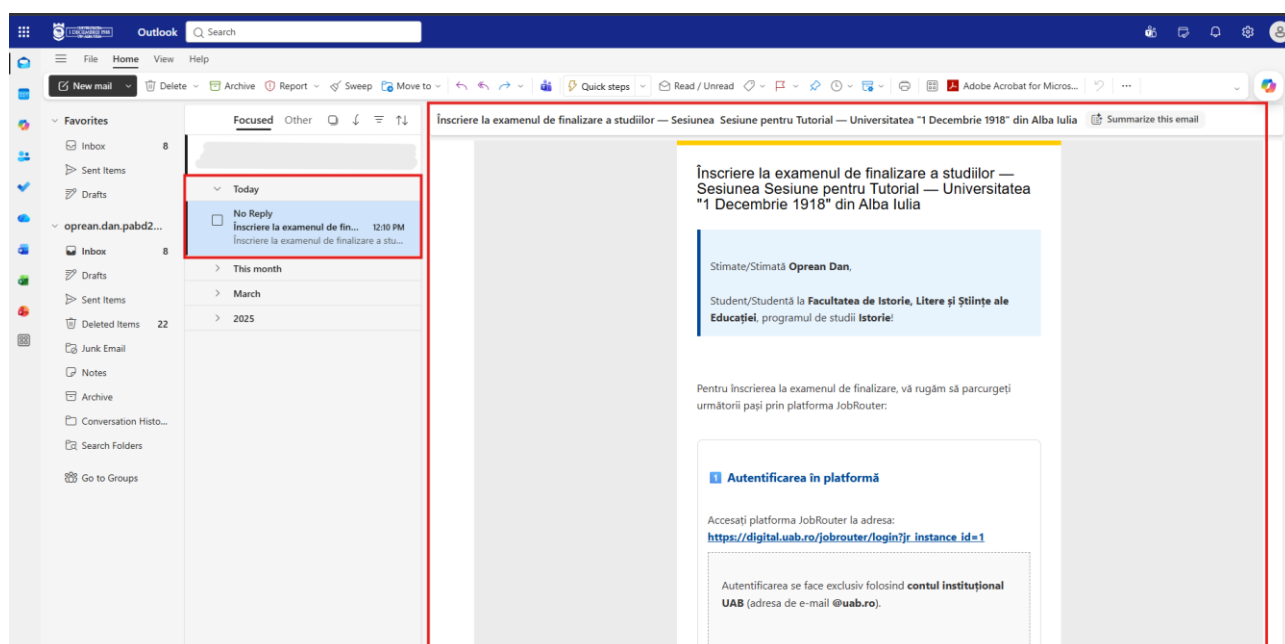 Outlook
Search
File Home View Help
New mail Delete Archive Report Sweep Move to Quick steps Read / Unread Adobe Acrobat for Micros...
Favorites
Inbox 8
Sent Items
Drafts
oprean.dan.pabd2...
Inbox 8
Drafts
Sent Items
Deleted Items 22
Junk Email
Notes
Archive
Conversation Histo...
Search Folders
Go to Groups
Focused Other
Today
No Reply
Înscriere la examenul de fin... 12:10 PM
Înscriere la examenul de finalizare a stu...
This month
March
2025
Înscriere la examenul de finalizare a studiilor — Sesiunea Sesiune pentru Tutorial — Universitatea "1 Decembrie 1918" din Alba Iulia Summarize this email
Înscriere la examenul de finalizare a studiilor —
Sesiunea Sesiune pentru Tutorial — Universitatea
"1 Decembrie 1918" din Alba Iulia
Stimate/Stimată Oprean Dan,
Student/Studentă la Facultatea de Istorie, Litere și Științe ale
Educației, programul de studii Istorie!
Pentru înscrierea la examenul de finalizare, vă rugăm să parcurgeți
următorii pași prin platforma JobRouter:
1 Autentificarea în platformă
Accesați platforma JobRouter la adresa:
https://digital.uab.ro/jobrouter/login?jr_instance_id=1
Autentificarea se face exclusiv folosind contul instituțional
UAB (adresa de e-mail @uab.ro).